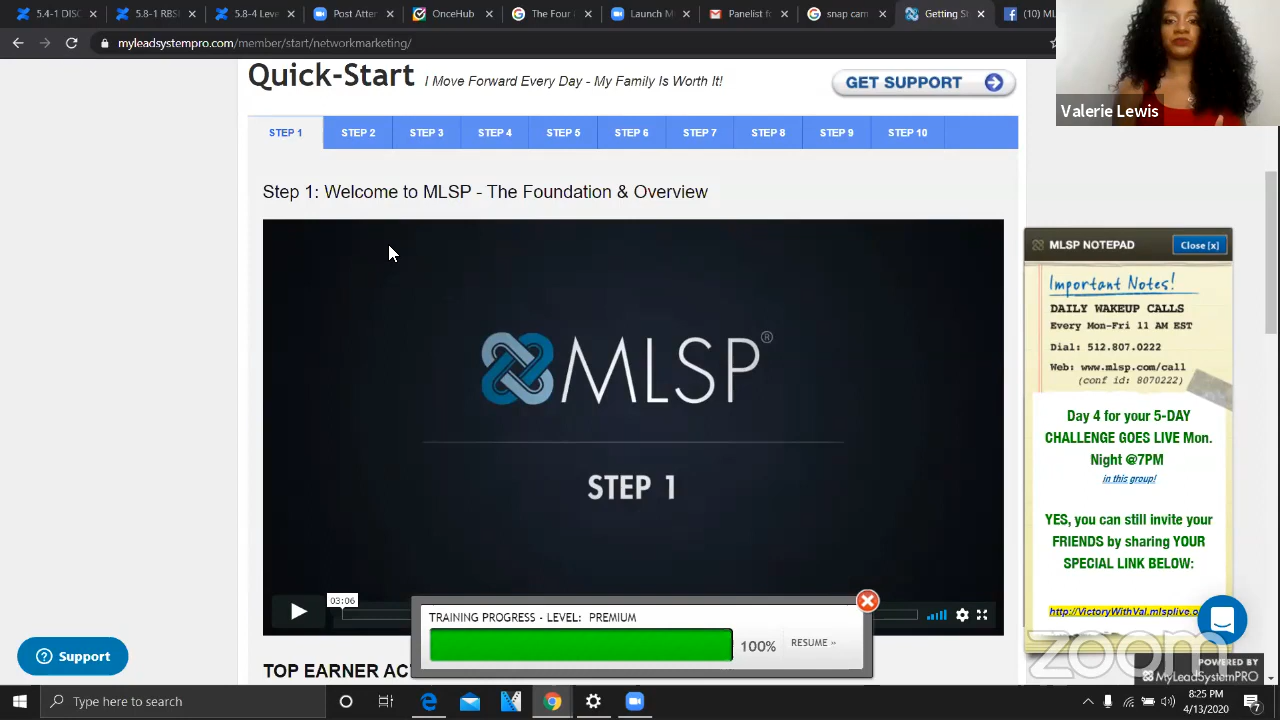 5.4-1 DISC
5.8-1 RBS
5.8-4 Leve
Post Atten
OnceHub
The Four
Launch M
Panelist fo
snap cam
Getting St
(10) ML
myleadsystempro.com/member/start/networkmarketing/
Quick-Start
I Move Forward Every Day - My Family Is Worth It!
GET SUPPORT
Valerie Lewis
STEP 1
STEP 2
STEP 3
STEP 4
STEP 5
STEP 6
STEP 7
STEP 8
STEP 9
STEP 10
Step 1: Welcome to MLSP - The Foundation & Overview
MLSP®
STEP 1
03:06
TRAINING PROGRESS - LEVEL: PREMIUM
100%
RESUME »
TOP EARNER AC
Support
MLSP NOTEPAD
Close [x]
Important Notes!
DAILY WAKEUP CALLS
Every Mon-Fri 11 AM EST
Dial: 512.807.0222
Web: www.mlsp.com/call
(conf id: 8070222)
Day 4 for your 5-DAY
CHALLENGE GOES LIVE Mon.
Night @7PM
in this group!
YES, you can still invite your
FRIENDS by sharing YOUR
SPECIAL LINK BELOW:
http://VictoryWithVal.mlsplive.o
zoom
POWERED BY
MyLeadSystemPRO
Type here to search
8:25 PM
4/13/2020
7